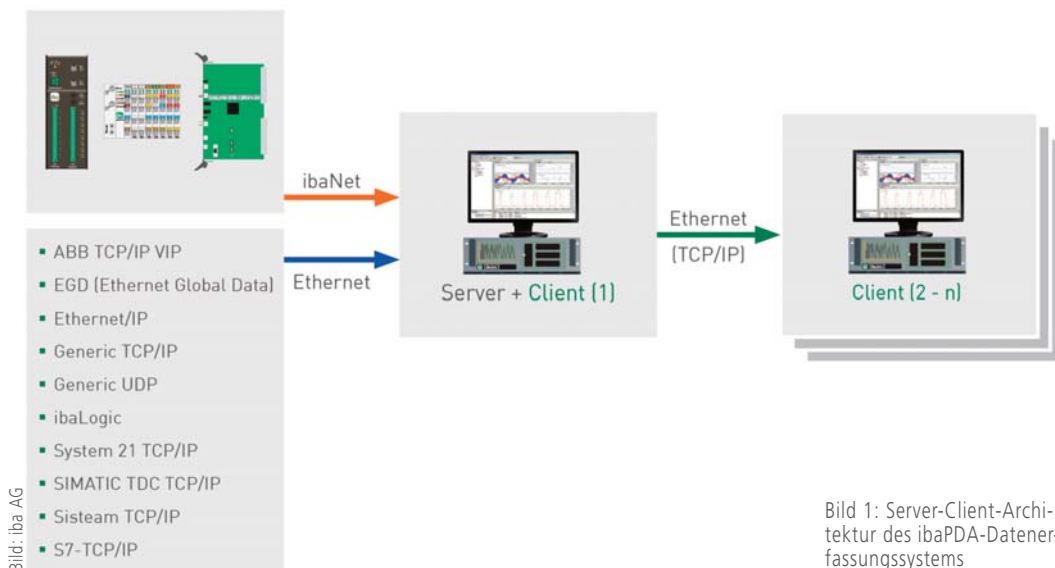 ibaNet
▪ ABB TCP/IP VIP
▪ EGD (Ethernet Global Data)
▪ Ethernet/IP
▪ Generic TCP/IP
▪ Generic UDP
▪ ibaLogic
▪ System 21 TCP/IP
▪ SIMATIC TDC TCP/IP
▪ Sisteam TCP/IP
▪ S7-TCP/IP
Ethernet
Server + Client (1)
Ethernet
(TCP/IP)
Client (2 - n)
Bild: iba AG
Bild 1: Server-Client-Archi-
tektur des ibaPDA-Datener-
fassungssystems